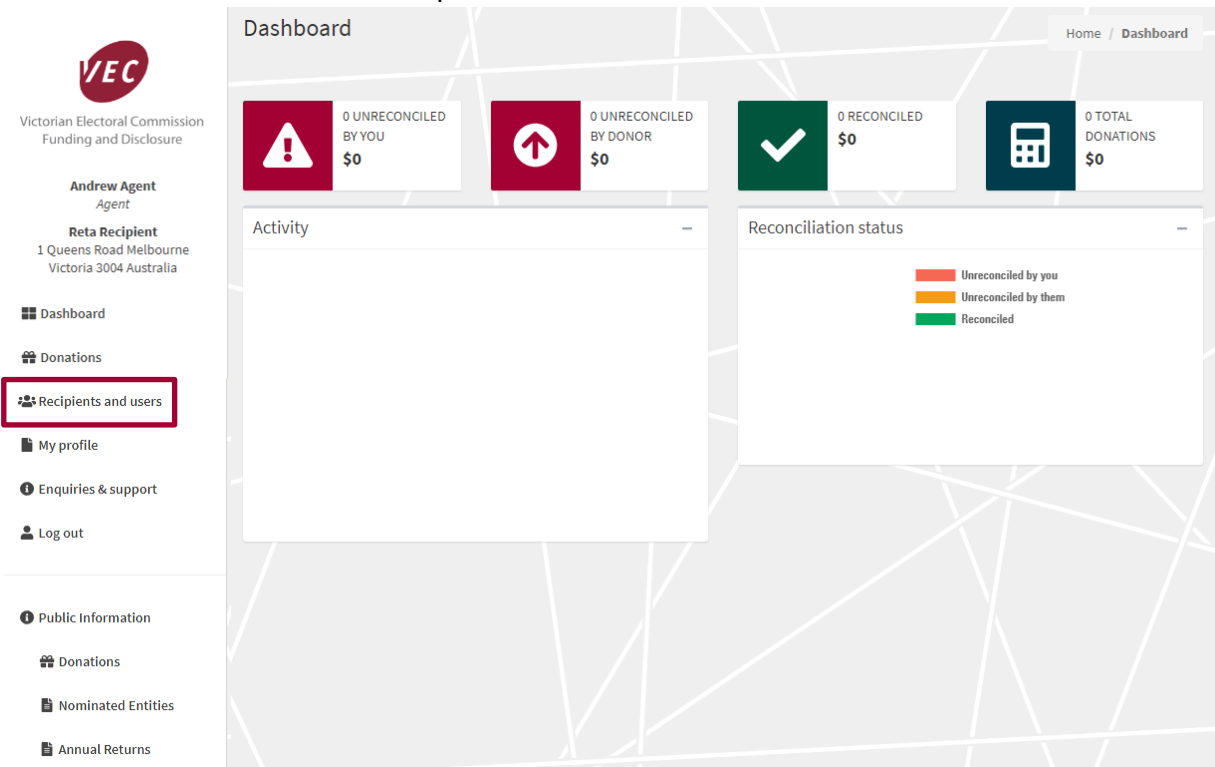 Dashboard
Home / Dashboard
VEC
Victorian Electoral Commission
Funding and Disclosure
Andrew Agent
Agent
Reta Recipient
1 Queens Road Melbourne
Victoria 3004 Australia
Dashboard
Donations
Recipients and users
My profile
Enquiries & support
Log out
Public Information
Donations
Nominated Entities
Annual Returns
0 UNRECONCILED
BY YOU
$0
0 UNRECONCILED
BY DONOR
$0
0 RECONCILED
$0
0 TOTAL
DONATIONS
$0
Activity
Reconciliation status
Unreconciled by you
Unreconciled by them
Reconciled